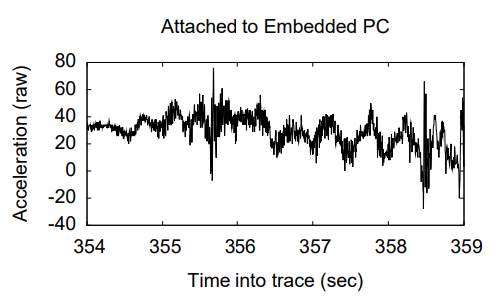 Attached to Embedded PC
80
60
40
20
0
-20
-40
Acceleration (raw)
354 355 356 357 358 359
Time into trace (sec)